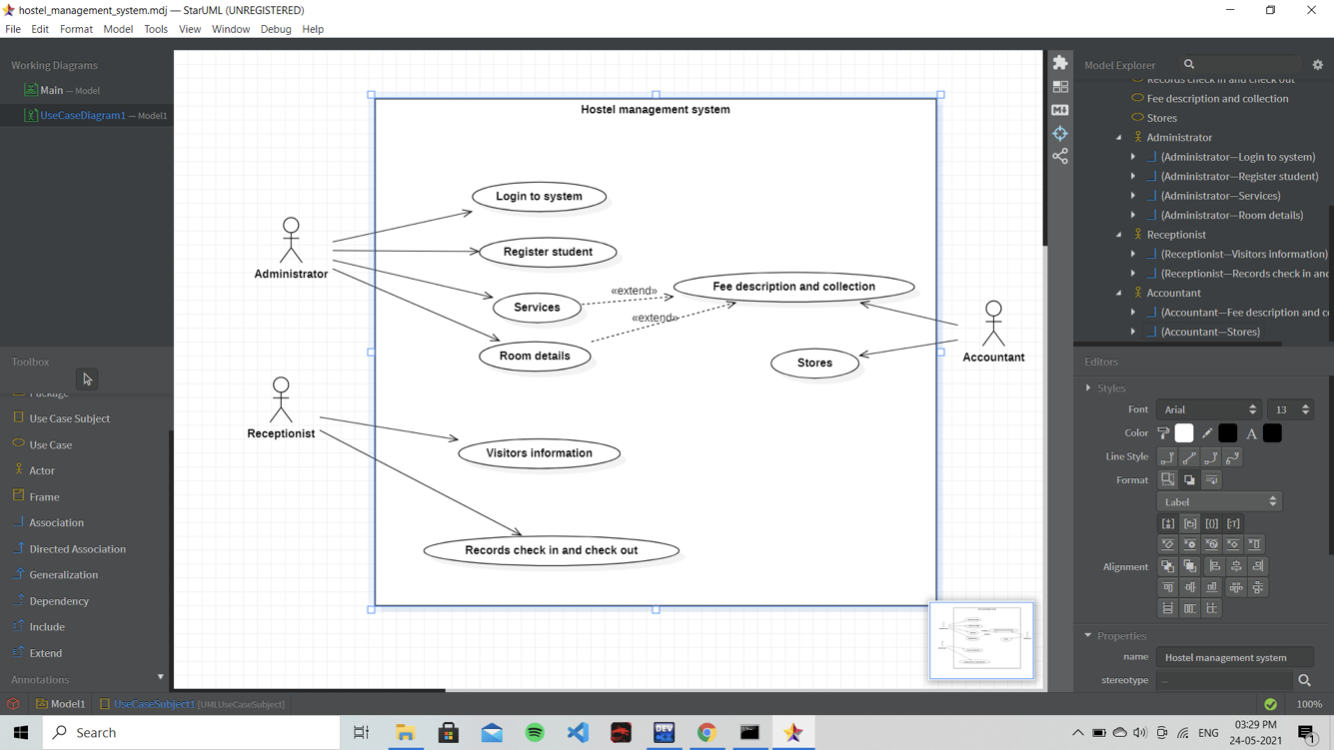 hostel_management_system.mdj — StarUML (UNREGISTERED)
File Edit Format Model Tools View Window Debug Help
Working Diagrams
Main — Model
UseCaseDiagram1 — Model1
Toolbox
Package
Use Case Subject
Use Case
Actor
Frame
Association
Directed Association
Generalization
Dependency
Include
Extend
Annotations
Hostel management system
Login to system
Register student
Administrator
Services
«extend»
Fee description and collection
«extend»
Room details
Stores
Accountant
Receptionist
Visitors information
Records check in and check out
Model Explorer
Records check in and check out
Fee description and collection
Stores
Administrator
(Administrator—Login to system)
(Administrator—Register student)
(Administrator—Services)
(Administrator—Room details)
Receptionist
(Receptionist—Visitors information)
(Receptionist—Records check in and
Accountant
(Accountant—Fee description and co
(Accountant—Stores)
Editors
Styles
Font Arial 13
Color A
Line Style
Format
Label
Alignment
Properties
name Hostel management system
stereotype —
Model1 UseCaseSubject1 [UMLUseCaseSubject] 100%
Search
DEV
ENG
03:29 PM
24-05-2021
1